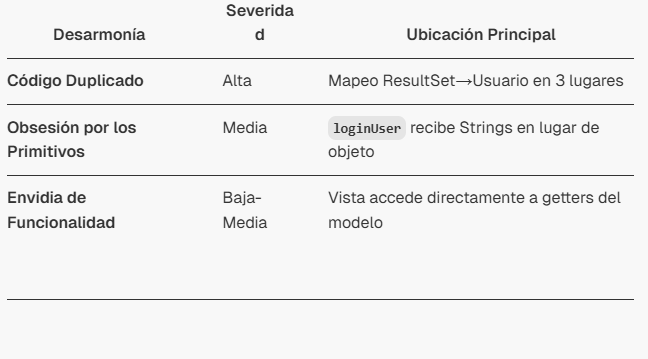 Desarmonía Severida
d Ubicación Principal
Código Duplicado Alta Mapeo ResultSet→Usuario en 3 lugares
Obsesión por los Media loginUser recibe Strings en lugar de
Primitivos objeto
Envidia de Baja- Vista accede directamente a getters del
Funcionalidad Media modelo